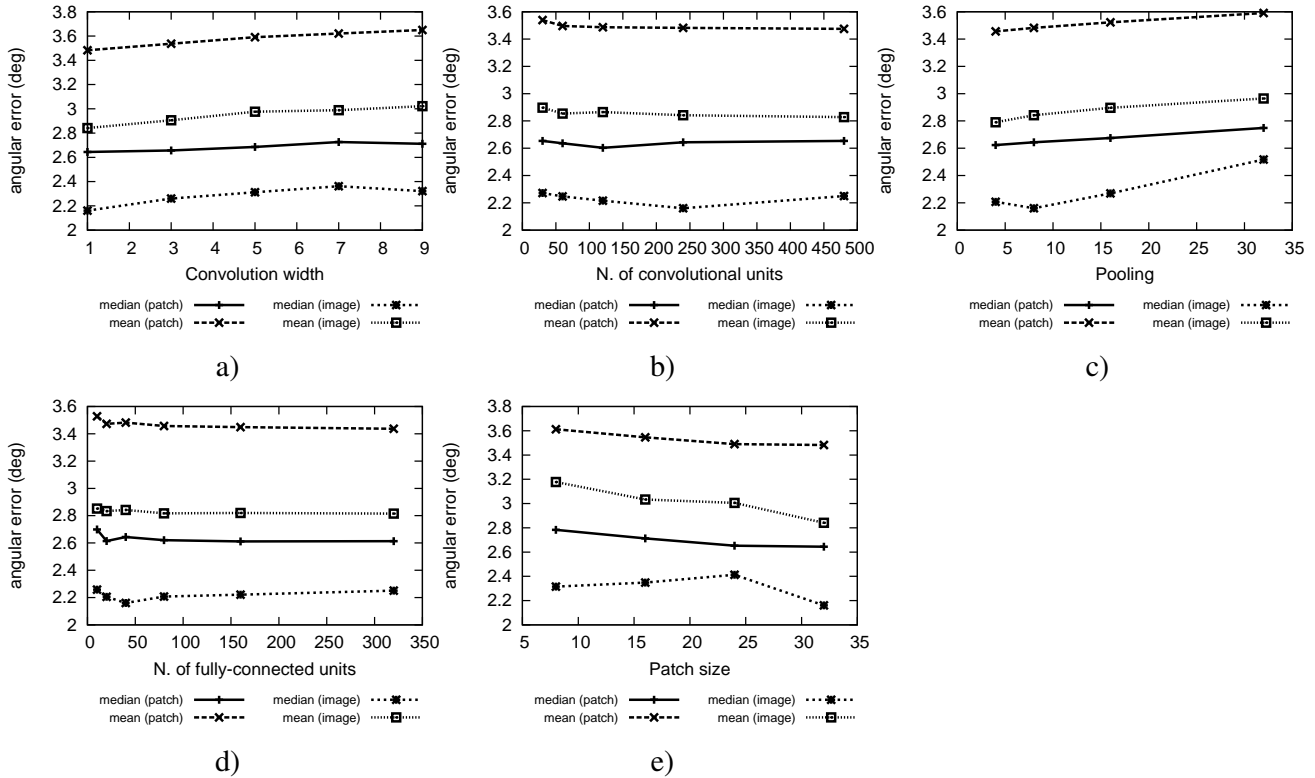 angular error (deg)
3.8
3.6
3.4
3.2
3
2.8
2.6
2.4
2.2
2
1 2 3 4 5 6 7 8 9
Convolution width
median (patch) median (image)
mean (patch) mean (image)
a)
angular error (deg)
3.6
3.4
3.2
3
2.8
2.6
2.4
2.2
2
0 50 100 150 200 250 300 350 400 450 500
N. of convolutional units
median (patch) median (image)
mean (patch) mean (image)
b)
angular error (deg)
3.6
3.4
3.2
3
2.8
2.6
2.4
2.2
2
0 5 10 15 20 25 30 35
Pooling
median (patch) median (image)
mean (patch) mean (image)
c)
angular error (deg)
3.6
3.4
3.2
3
2.8
2.6
2.4
2.2
2
0 50 100 150 200 250 300 350
N. of fully-connected units
median (patch) median (image)
mean (patch) mean (image)
d)
angular error (deg)
3.8
3.6
3.4
3.2
3
2.8
2.6
2.4
2.2
2
5 10 15 20 25 30 35
Patch size
median (patch) median (image)
mean (patch) mean (image)
e)